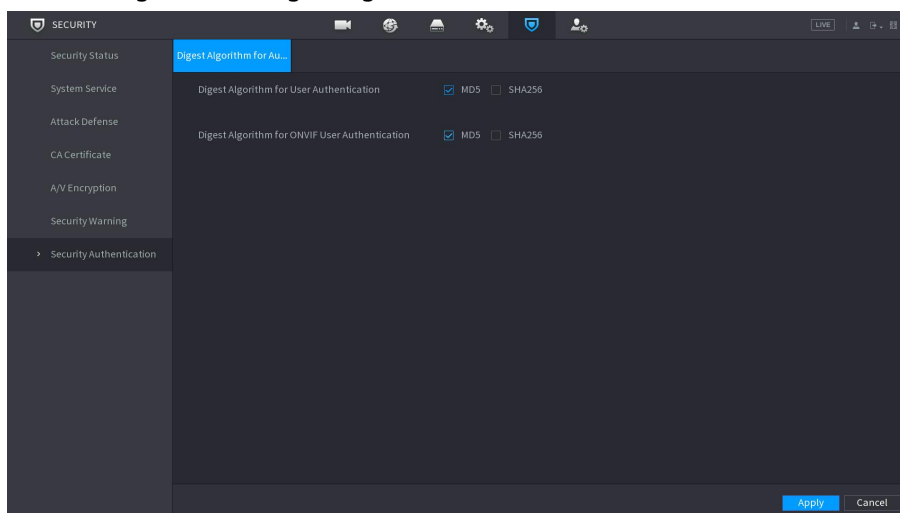 SECURITY LIVE
Security Status
Digest Algorithm for Au...
System Service
Digest Algorithm for User Authentication MD5 SHA256
Attack Defense
Digest Algorithm for ONVIF User Authentication MD5 SHA256
CA Certificate
A/V Encryption
Security Warning
Security Authentication
Apply Cancel